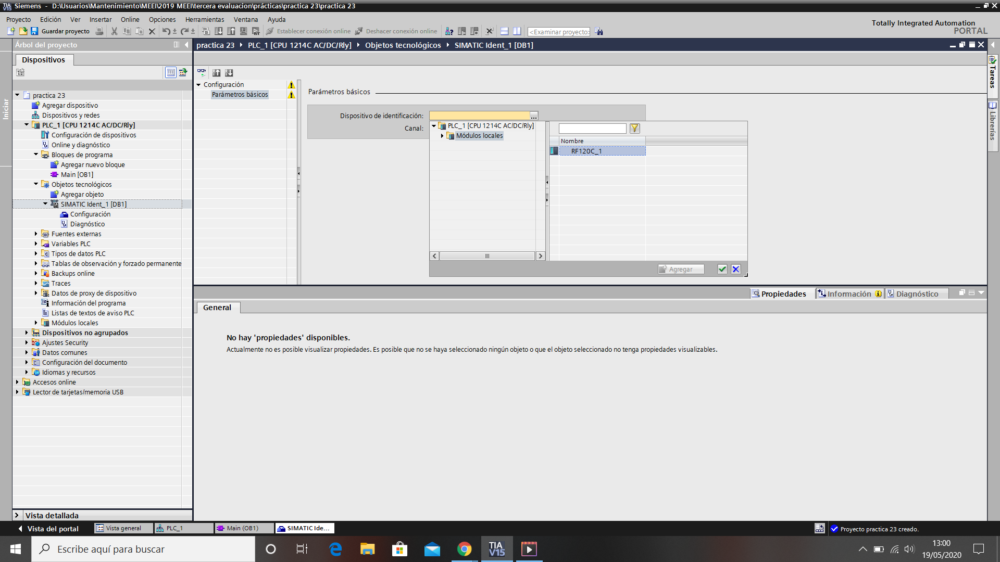 Siemens - D:\Usuarios\Mantenimiento\MEEI\2019 MEEI\tercera evaluacion\prácticas\practica 23\practica 23
Proyecto Edición Ver Insertar Online Opciones Herramientas Ventana Ayuda
Totally Integrated Automation
PORTAL
Guardar proyecto Establecer conexión online Deshacer conexión online <Examinar proyecto>
Árbol del proyecto
practica 23 PLC_1 [CPU 1214C AC/DC/Rly] Objetos tecnológicos SIMATIC Ident_1 [DB1]
Dispositivos
Iniciar
practica 23
Agregar dispositivo
Dispositivos y redes
PLC_1 [CPU 1214C AC/DC/Rly]
Configuración de dispositivos
Online y diagnóstico
Bloques de programa
Agregar nuevo bloque
Main [OB1]
Objetos tecnológicos
Agregar objeto
SIMATIC Ident_1 [DB1]
Configuración
Diagnóstico
Fuentes externas
Variables PLC
Tipos de datos PLC
Tablas de observación y forzado permanente
Backups online
Traces
Datos de proxy de dispositivo
Información del programa
Listas de textos de aviso PLC
Módulos locales
Dispositivos no agrupados
Ajustes Security
Datos comunes
Configuración del documento
Idiomas y recursos
Accesos online
Lector de tarjetas/memoria USB
Vista detallada
Configuración
Parámetros básicos
Parámetros básicos
Dispositivo de identificación: ...
Canal:
PLC_1 [CPU 1214C AC/DC/Rly]
Módulos locales
Nombre
RF120C_1
Agregar
Tareas
Librerías
Propiedades Información Diagnóstico
General
No hay 'propiedades' disponibles.
Actualmente no es posible visualizar propiedades. Es posible que no se haya seleccionado ningún objeto o que el objeto seleccionado no tenga propiedades visualizables.
Vista del portal Vista general PLC_1 Main (OB1) SIMATIC Ide... Proyecto practica 23 creado.
Escribe aquí para buscar
TIA
V15
13:00
19/05/2020